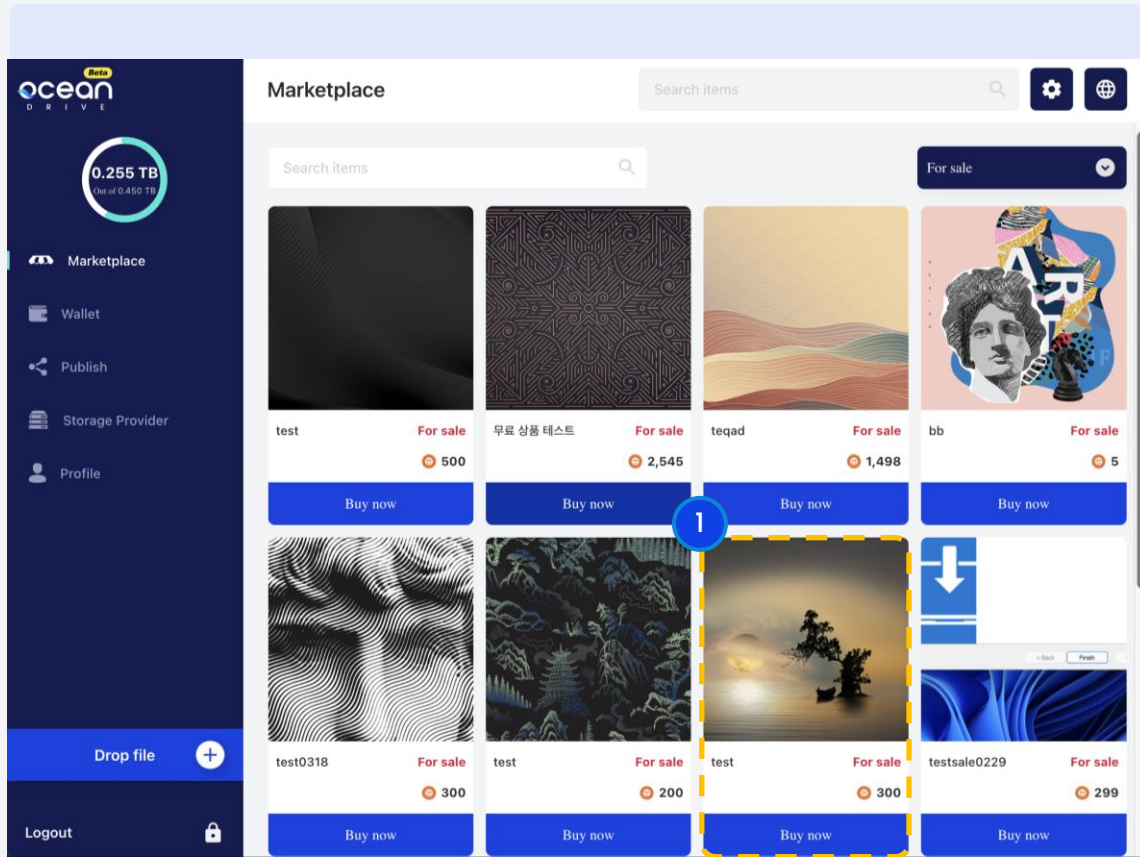 Beta
ocean
DRIVE
Marketplace
Search items
0.255 TB
Out of 0.450 TB
Search items
For sale
Marketplace
Wallet
Publish
Storage Provider
Profile
ART
test For sale
500
Buy now
무료 상품 테스트 For sale
2,545
Buy now
teqad For sale
1,498
Buy now
bb For sale
5
Buy now
1
< Back Finish
test0318 For sale
300
Buy now
test For sale
200
Buy now
test For sale
300
Buy now
testsale0229 For sale
299
Buy now
Drop file
Logout